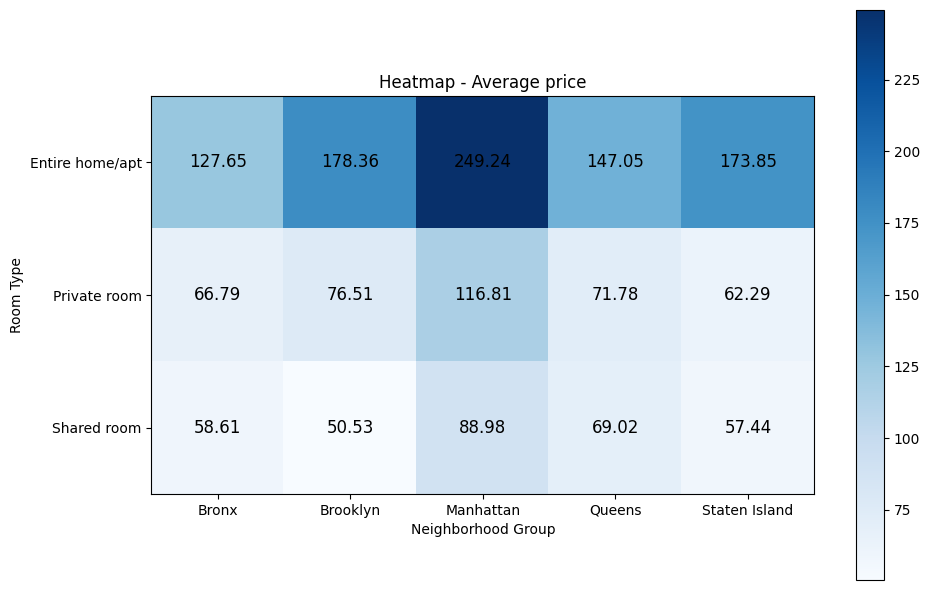 Heatmap - Average price
Room Type
Entire home/apt 127.65 178.36 249.24 147.05 173.85
Private room 66.79 76.51 116.81 71.78 62.29
Shared room 58.61 50.53 88.98 69.02 57.44
Bronx Brooklyn Manhattan Queens Staten Island
Neighborhood Group
225
200
175
150
125
100
75